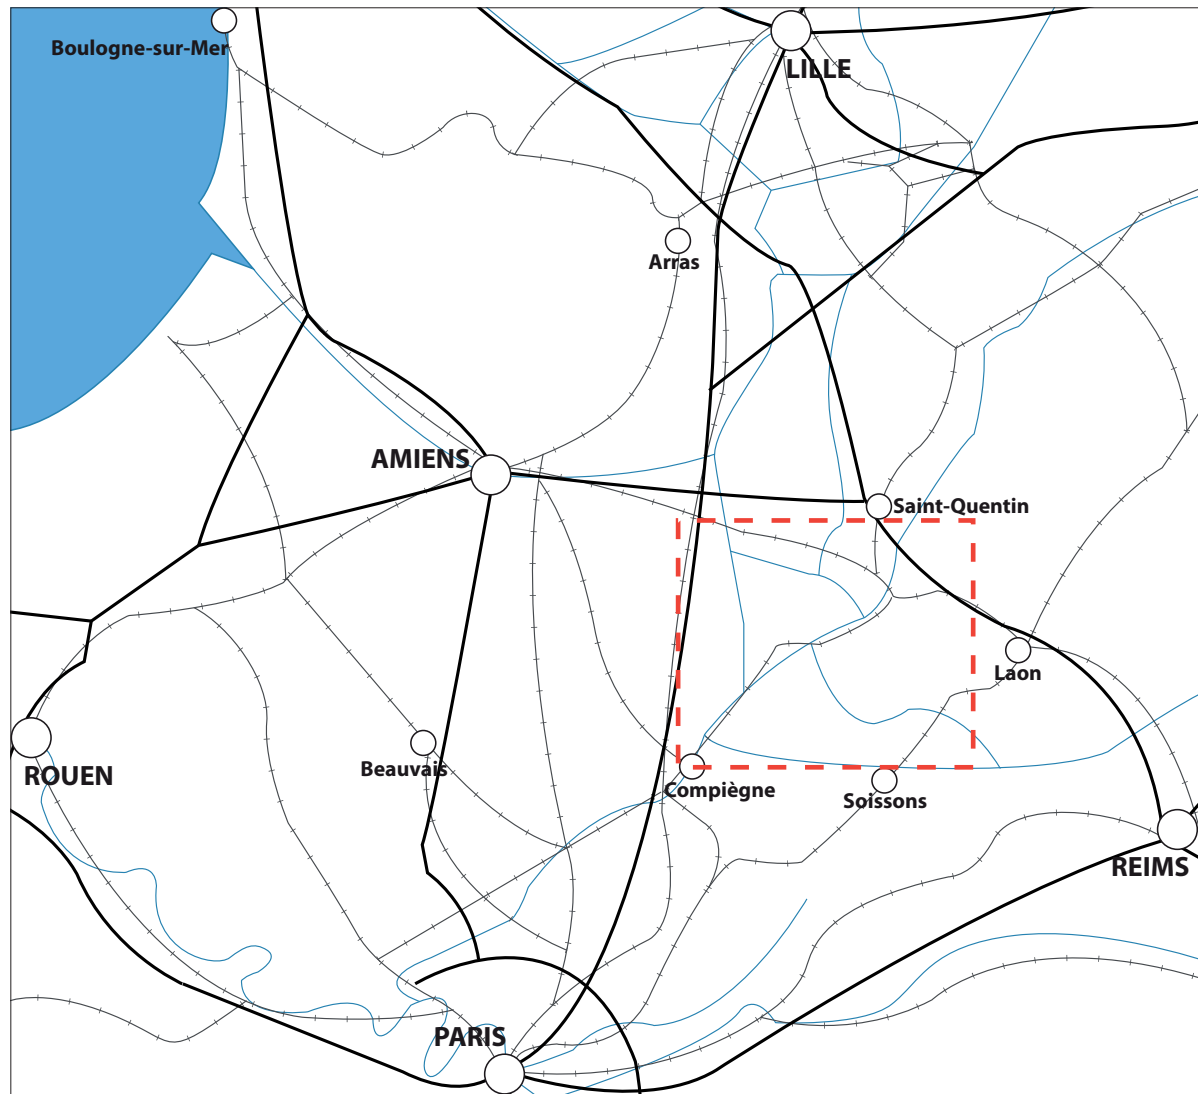 Boulogne-sur-Mer
LILLE
Arras
AMIENS
Saint-Quentin
Laon
ROUEN
Beauvais
Compiègne
Soissons
REIMS
PARIS